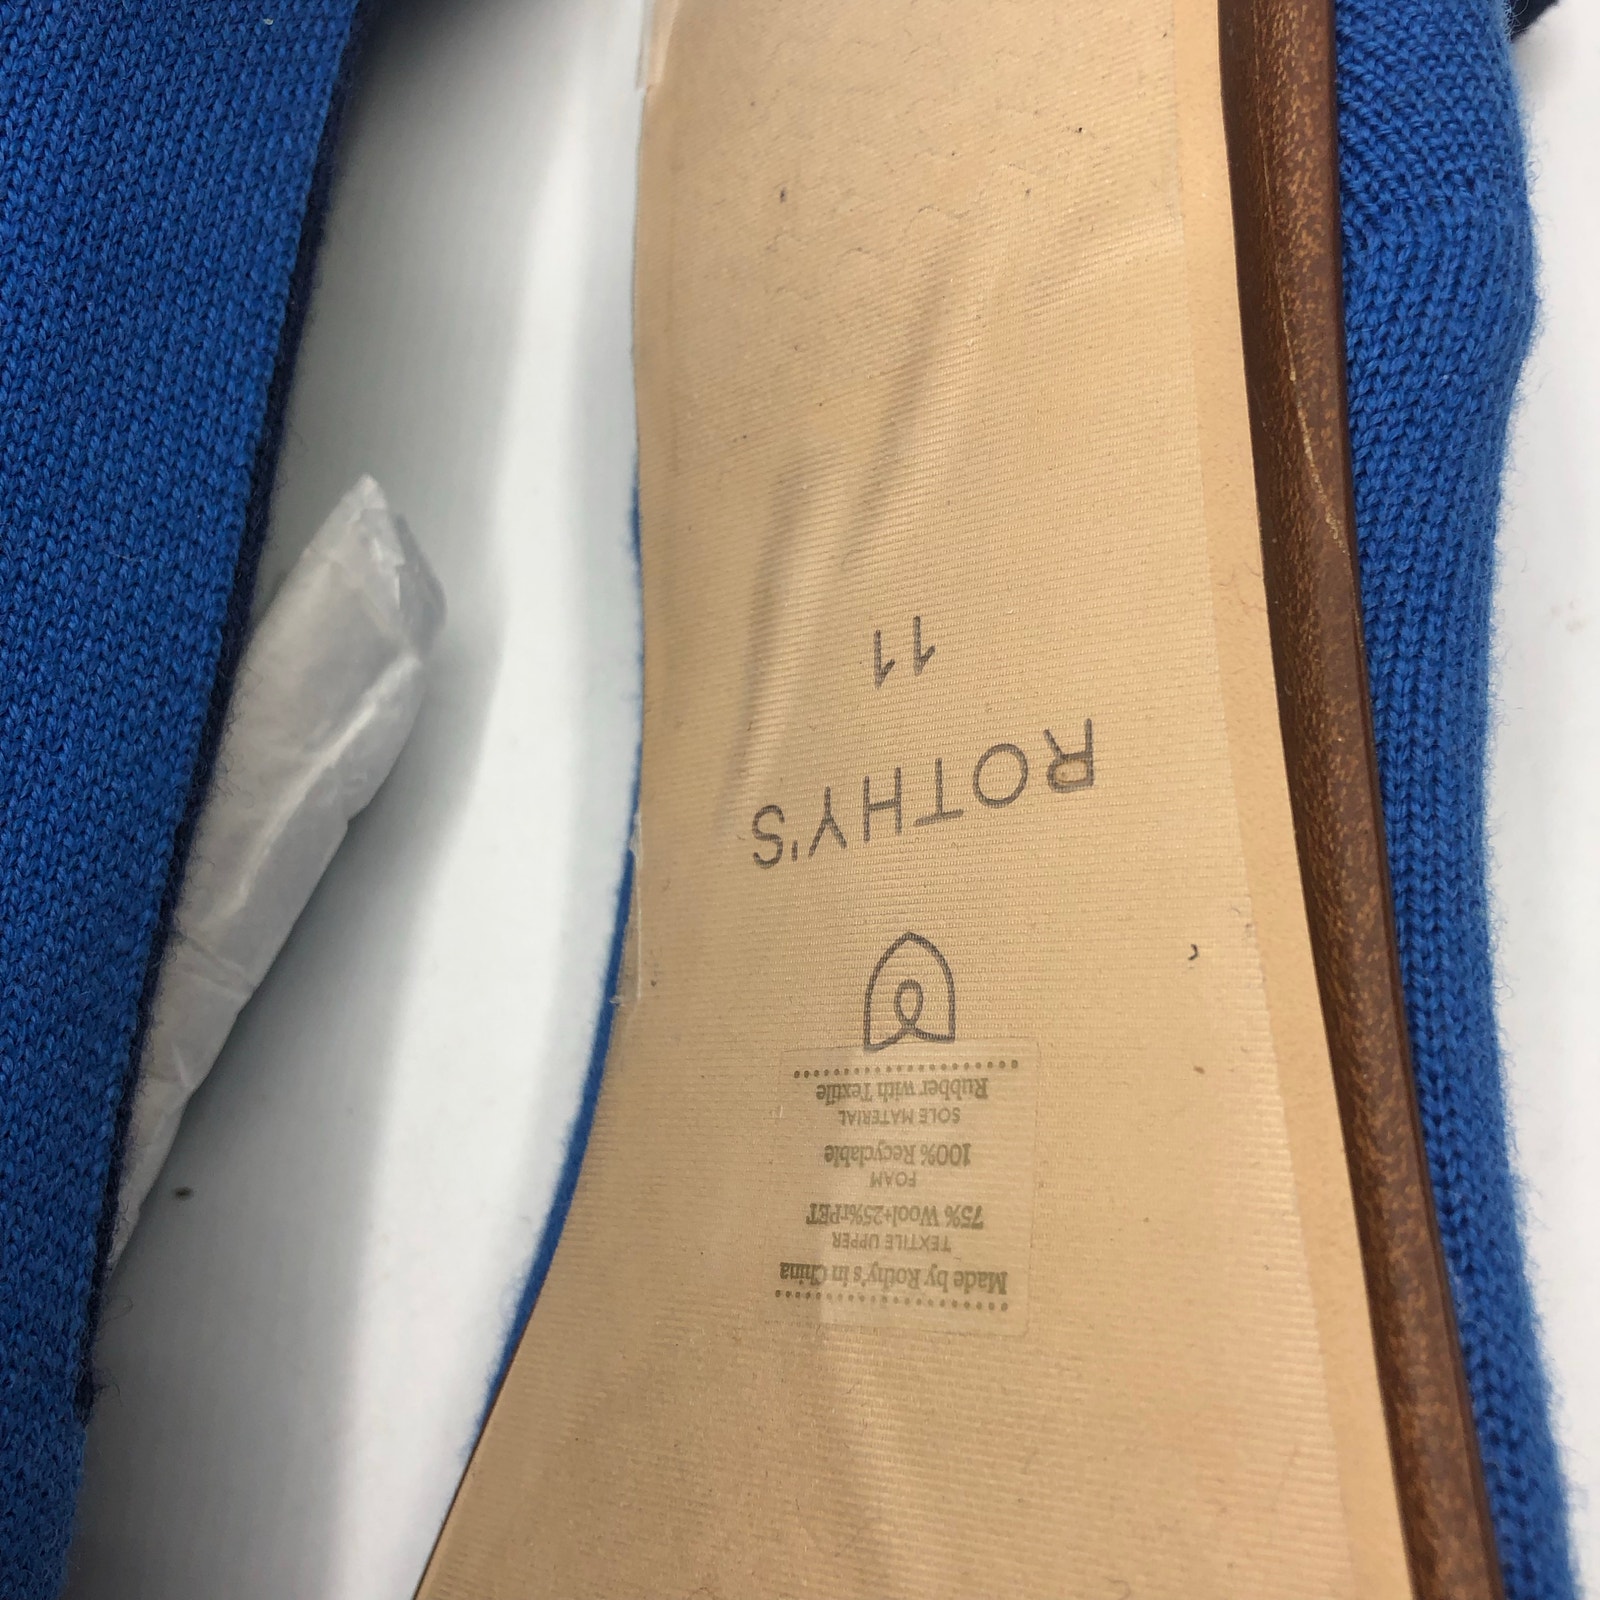 Made by Rothy's in China
TEXTILE UPPER
75% Wool+25%rPET
FOAM
100% Recyclable
SOLE MATERIAL
Rubber with Textile
ROTHY'S
11